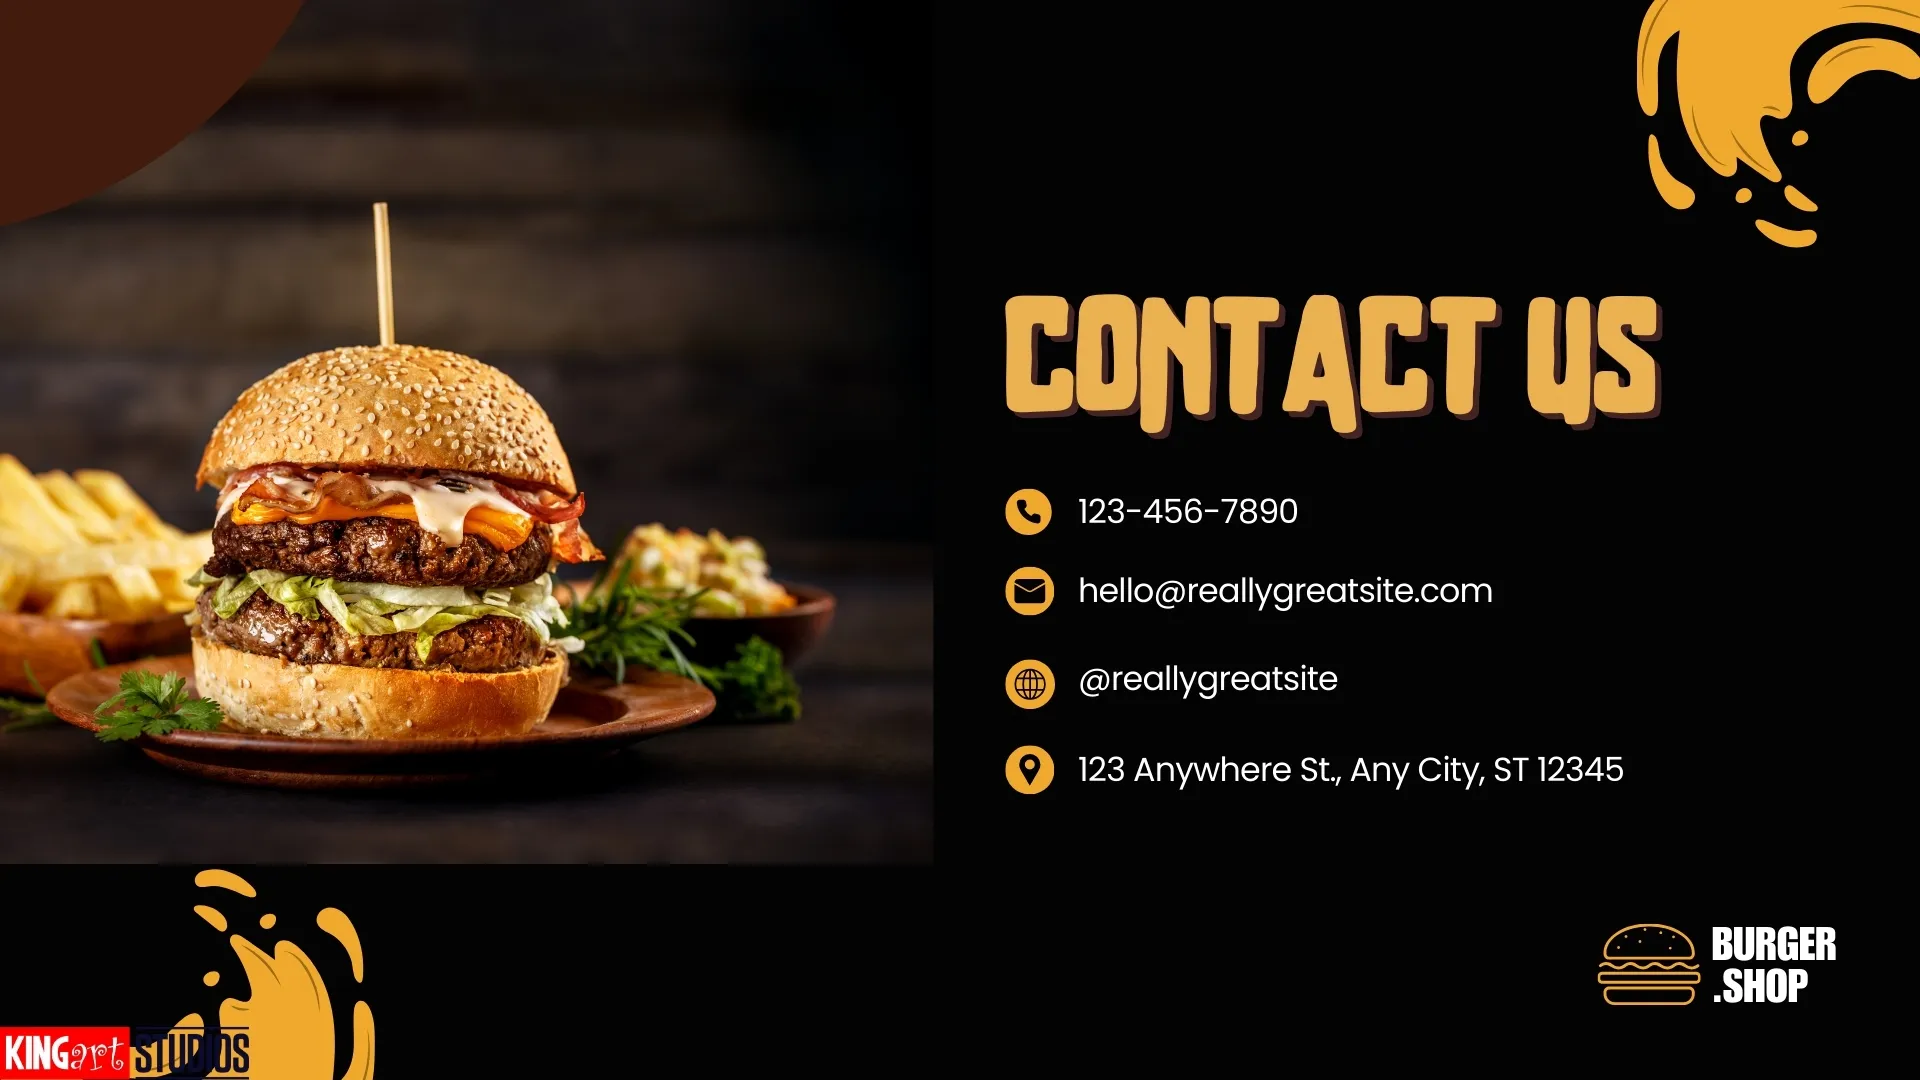 CONTACT US
123-456-7890
hello@reallygreatsite.com
@reallygreatsite
123 Anywhere St., Any City, ST 12345
BURGER
.SHOP
KINGart STUDIOS